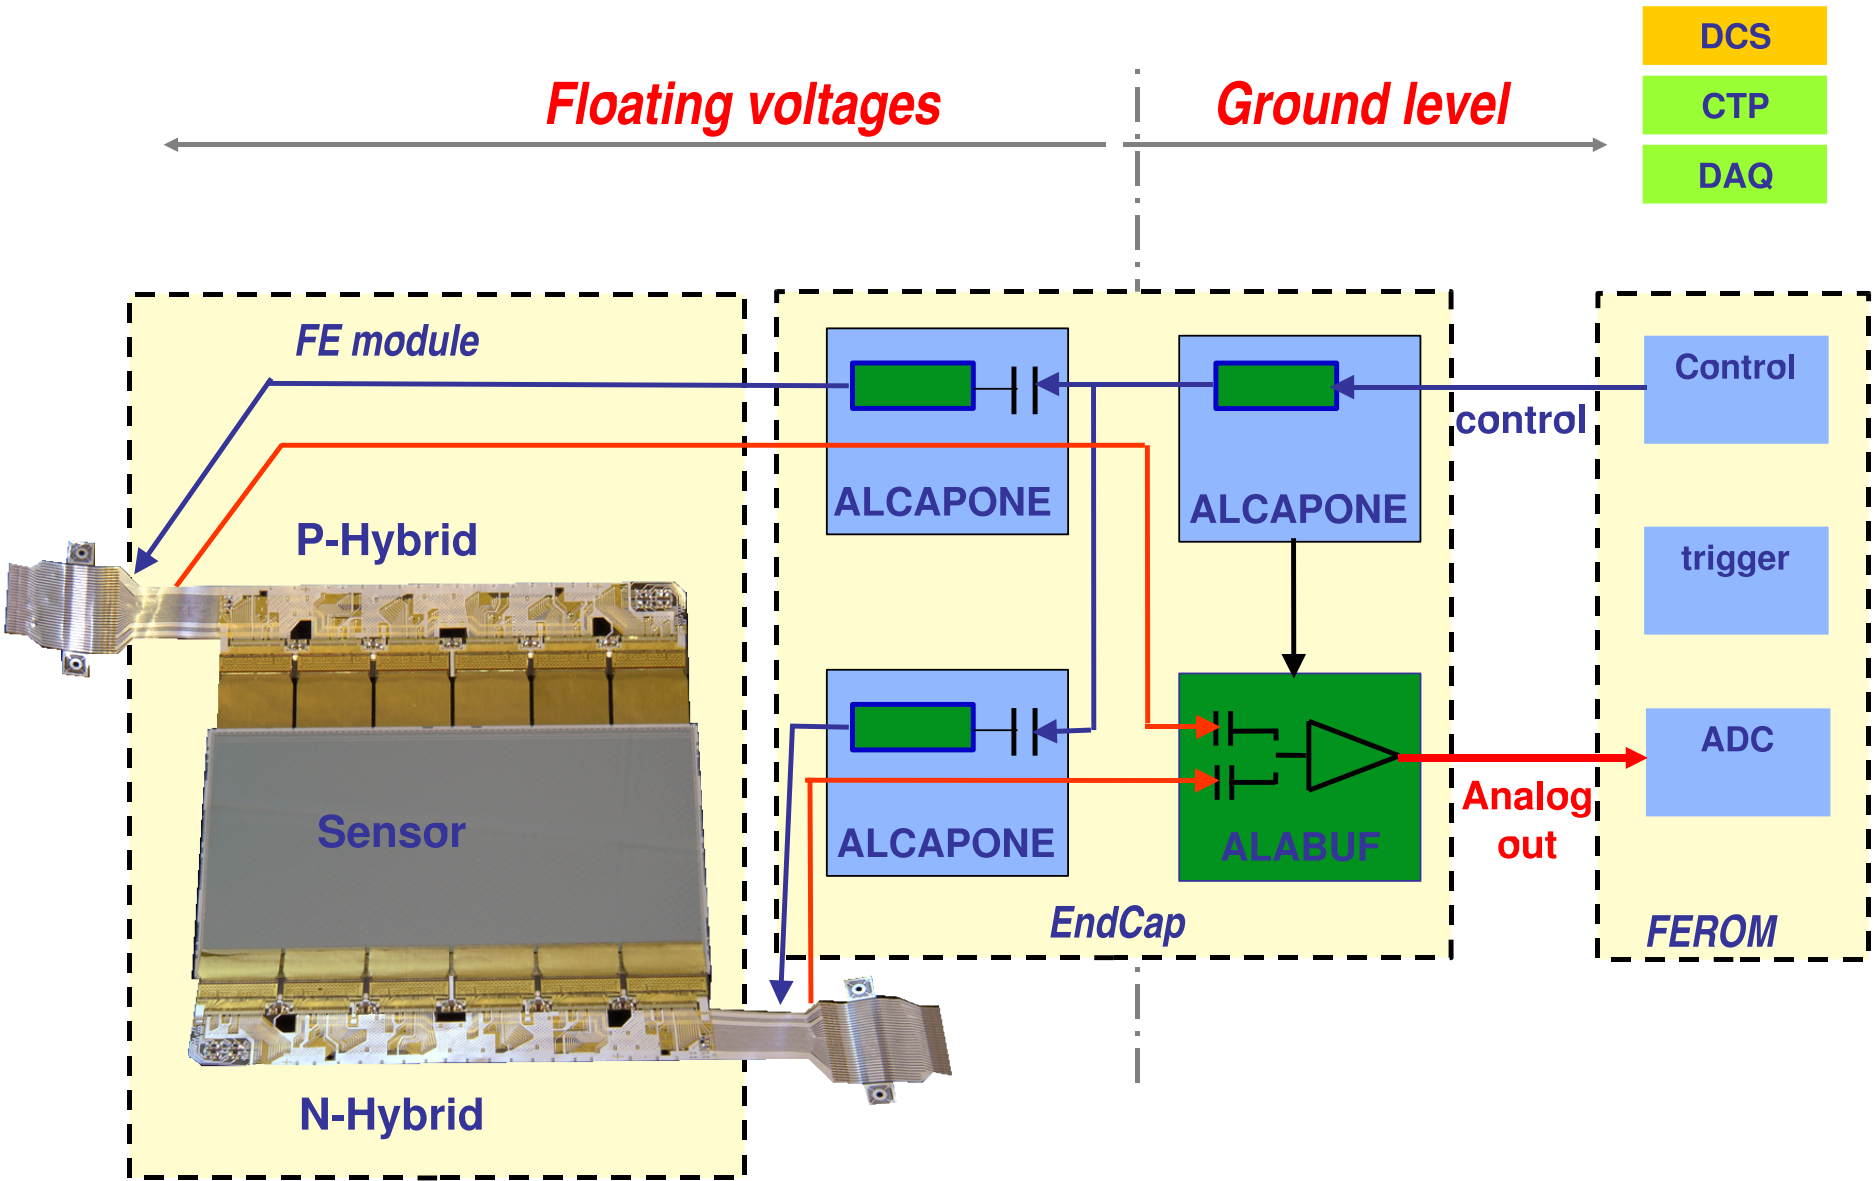 DCS
CTP
DAQ
Floating voltages
Ground level
FE module
P-Hybrid
Sensor
N-Hybrid
ALCAPONE
ALCAPONE
ALCAPONE
ALABUF
EndCap
control
Analog
out
Control
trigger
ADC
FEROM